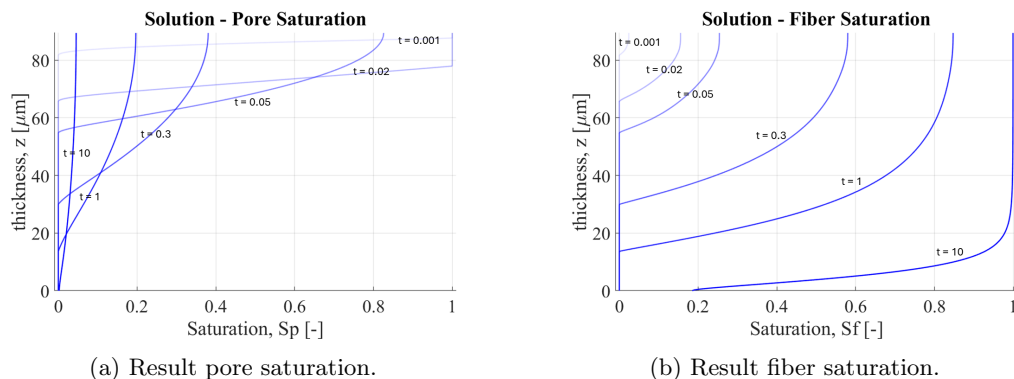 Solution - Pore Saturation
thickness, z [μm]
80
60
40
20
0
t = 0.001
t = 0.02
t = 0.05
t = 0.3
t = 10
t = 1
0 0.2 0.4 0.6 0.8 1
Saturation, Sp [-]
(a) Result pore saturation.
Solution - Fiber Saturation
thickness, z [μm]
80
60
40
20
0
t = 0.001
t = 0.02
t = 0.05
t = 0.3
t = 1
t = 10
0 0.2 0.4 0.6 0.8 1
Saturation, Sf [-]
(b) Result fiber saturation.